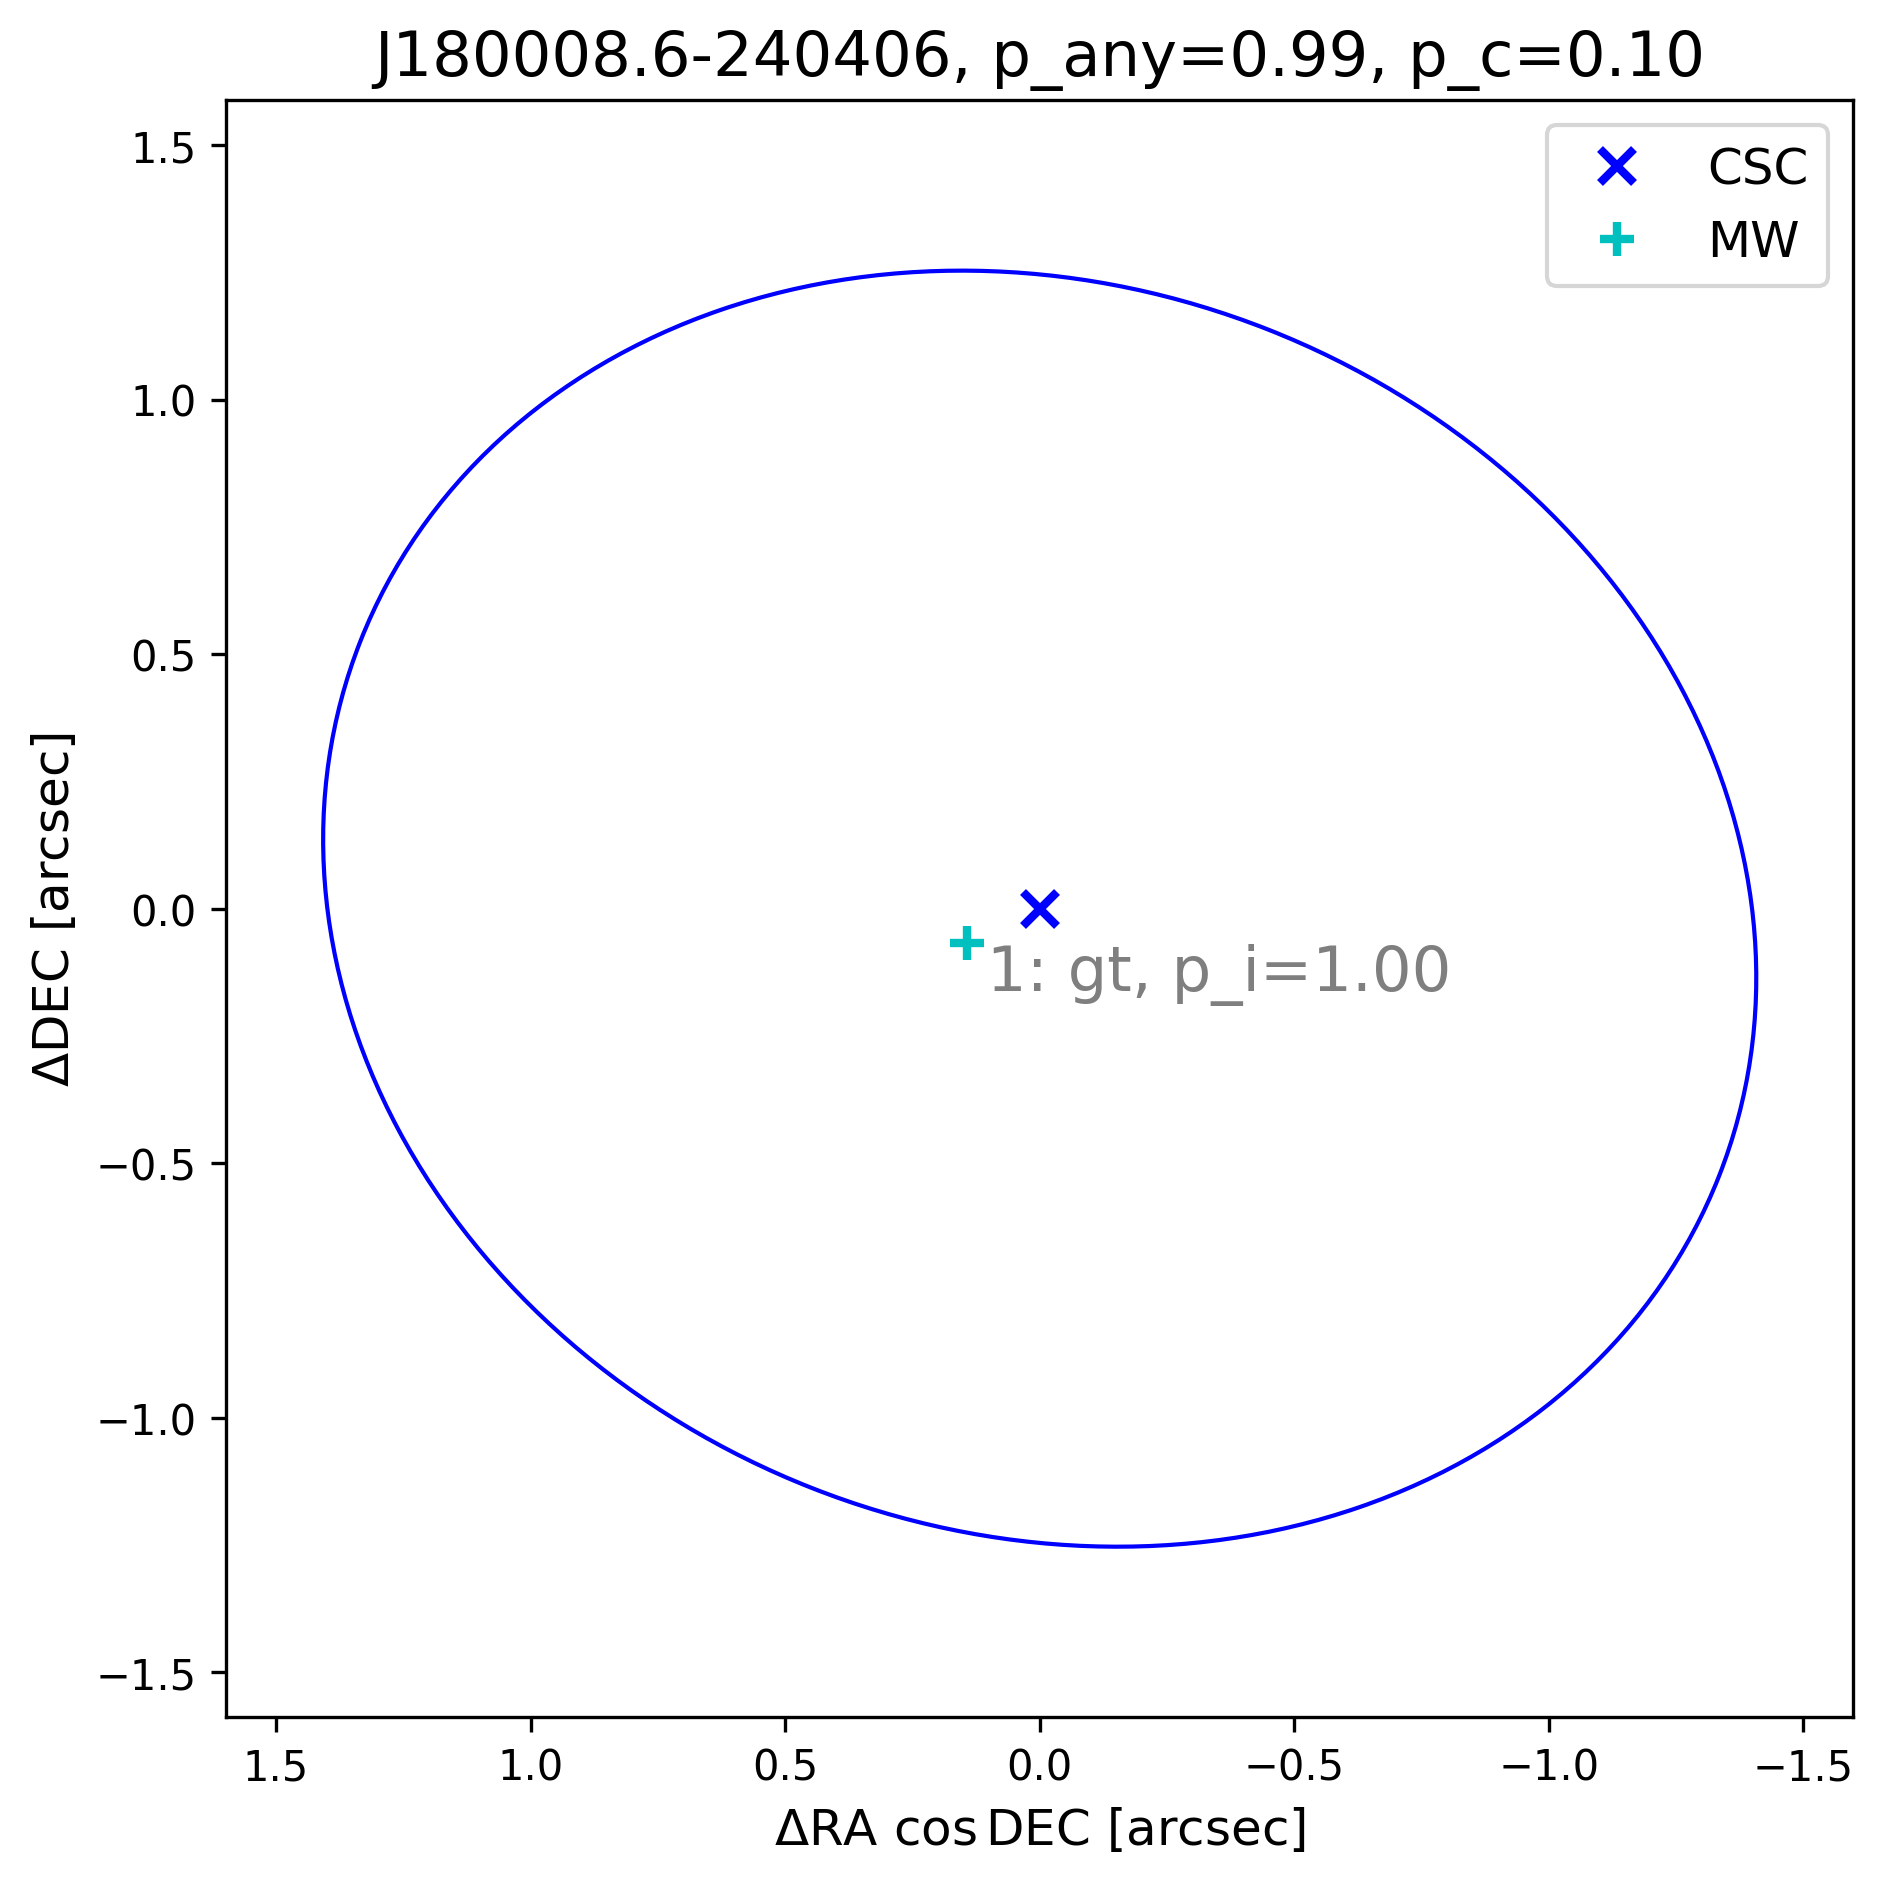 J180008.6-240406, p_any=0.99, p_c=0.10
CSC
MW
1.5
1.0
0.5
0.0
−0.5
−1.0
−1.5
ΔDEC [arcsec]
1: gt, p_i=1.00
1.5 1.0 0.5 0.0 −0.5 −1.0 −1.5
ΔRA cos DEC [arcsec]